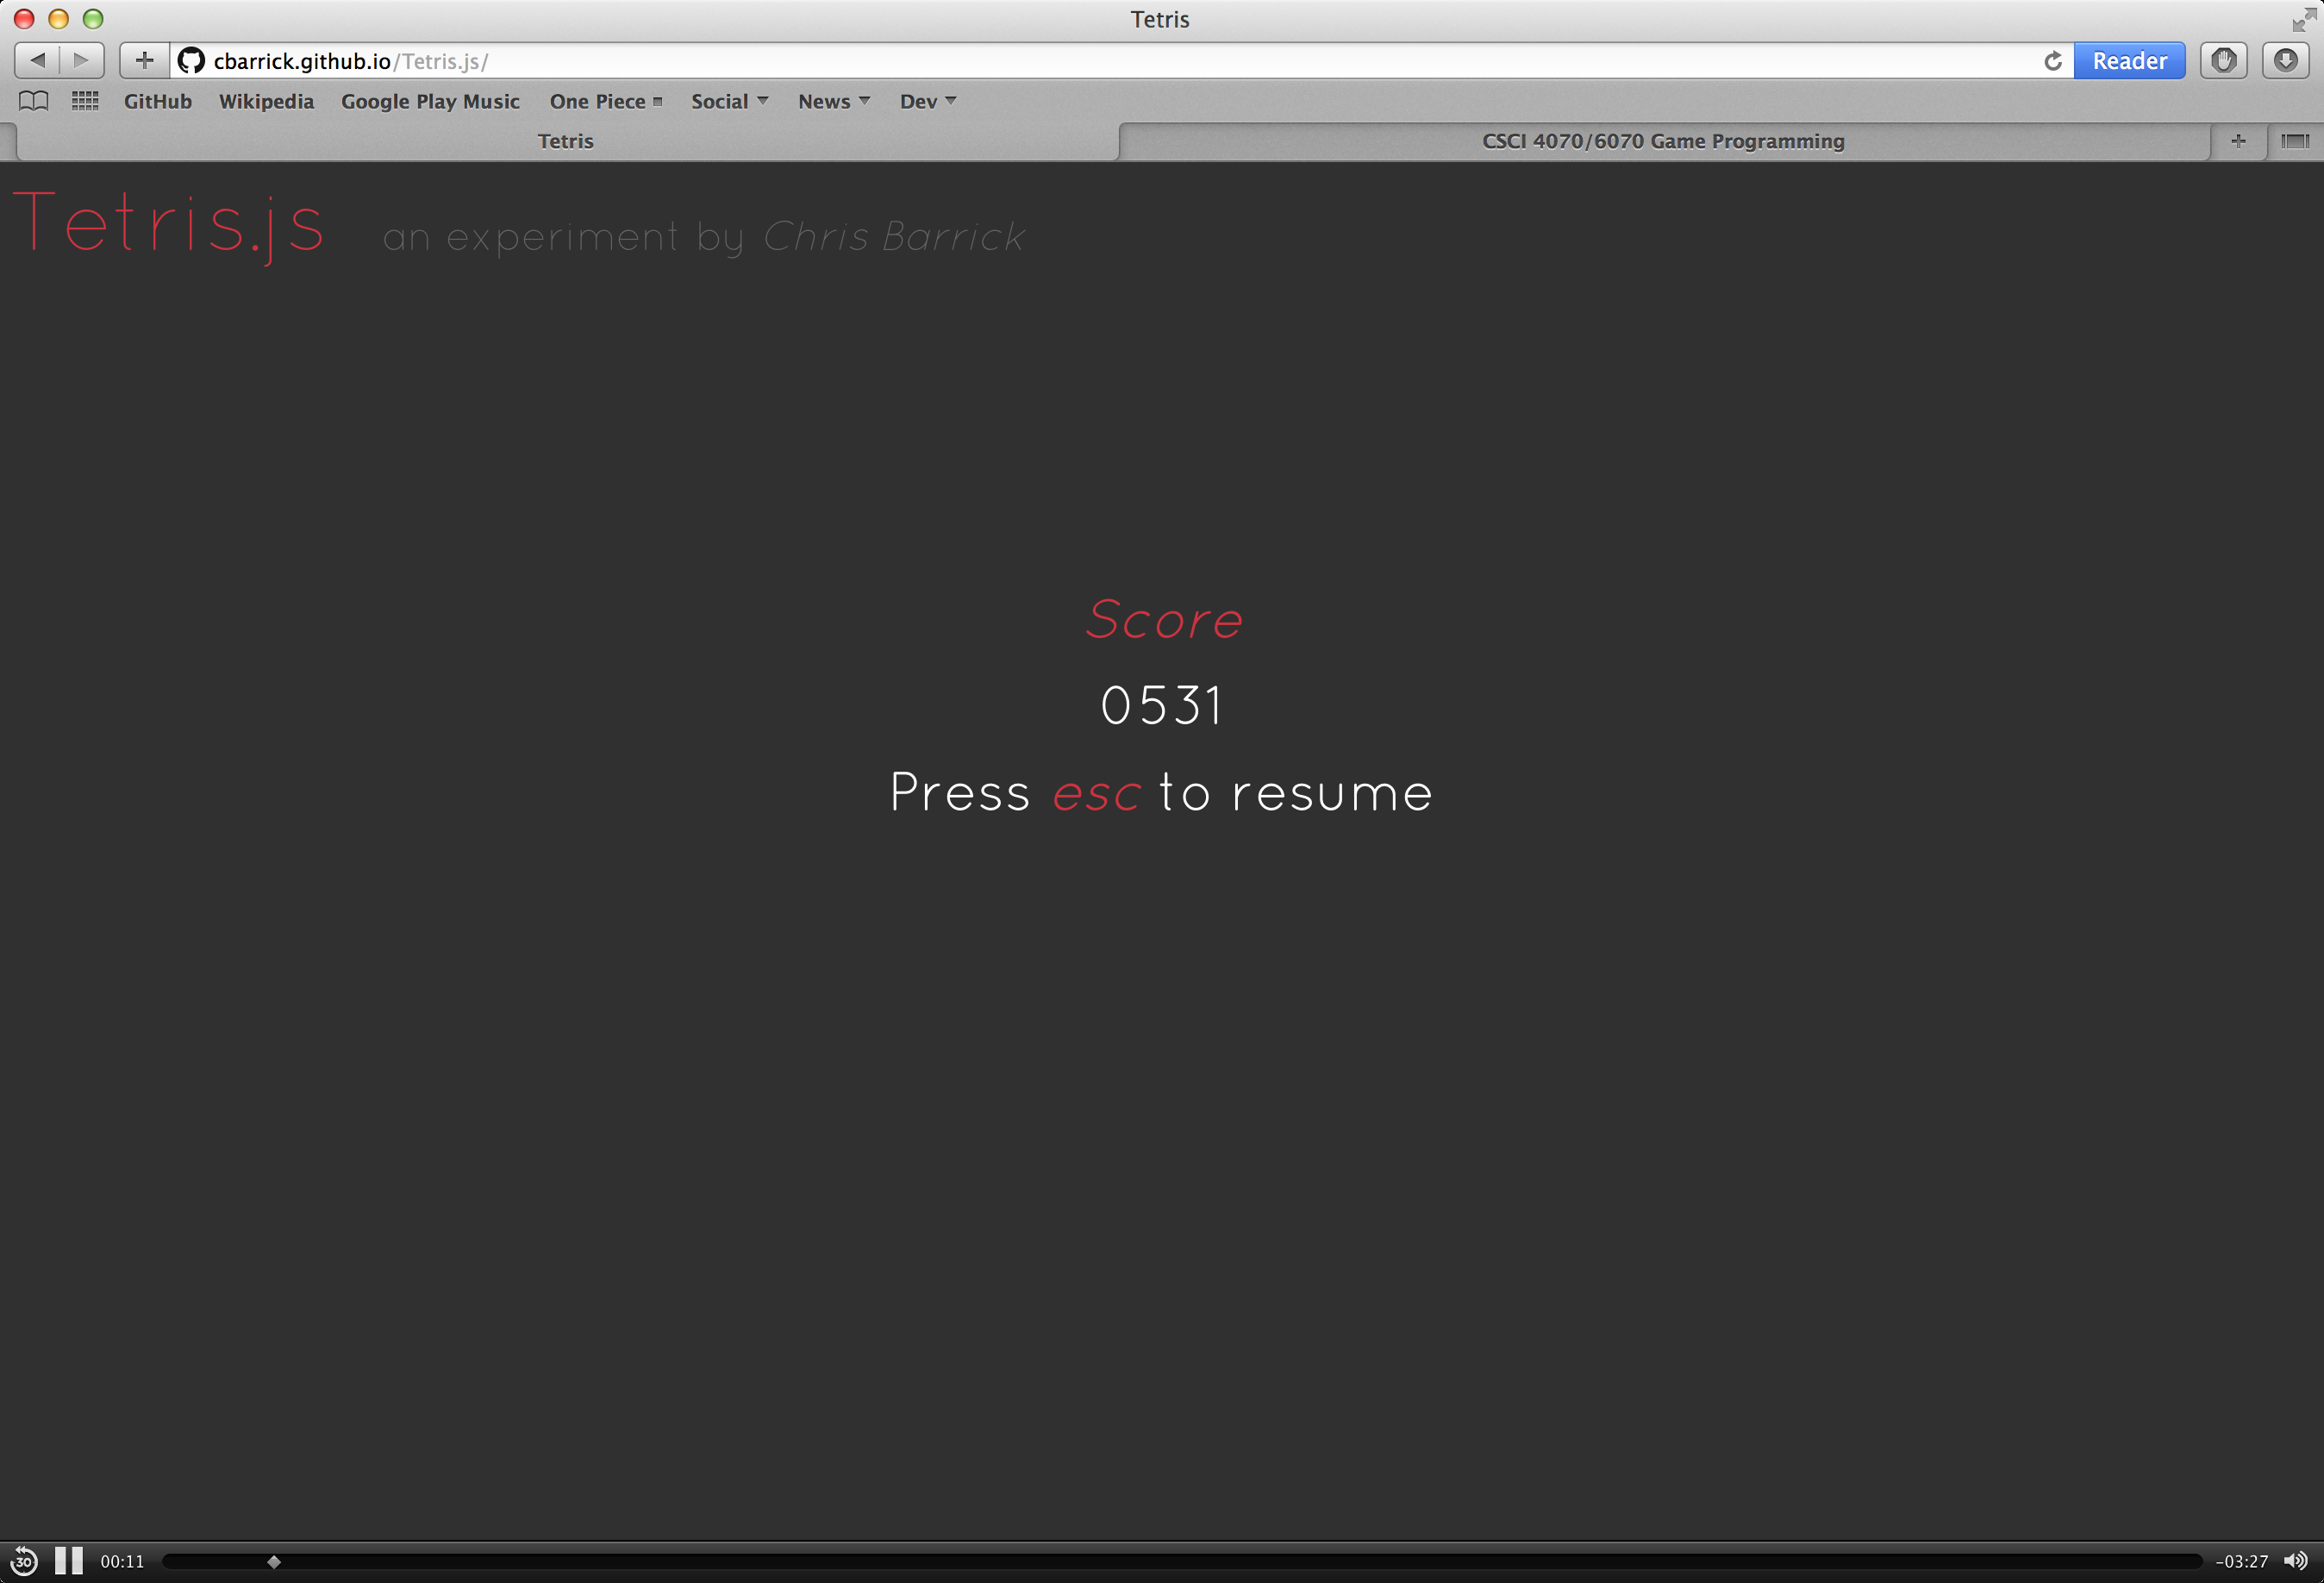 Tetris
cbarrick.github.io/Tetris.js/
Reader
GitHub Wikipedia Google Play Music One Piece Social News Dev
Tetris CSCI 4070/6070 Game Programming
Tetris.js an experiment by Chris Barrick
Score
0531
Press esc to resume
30 00:11 -03:27